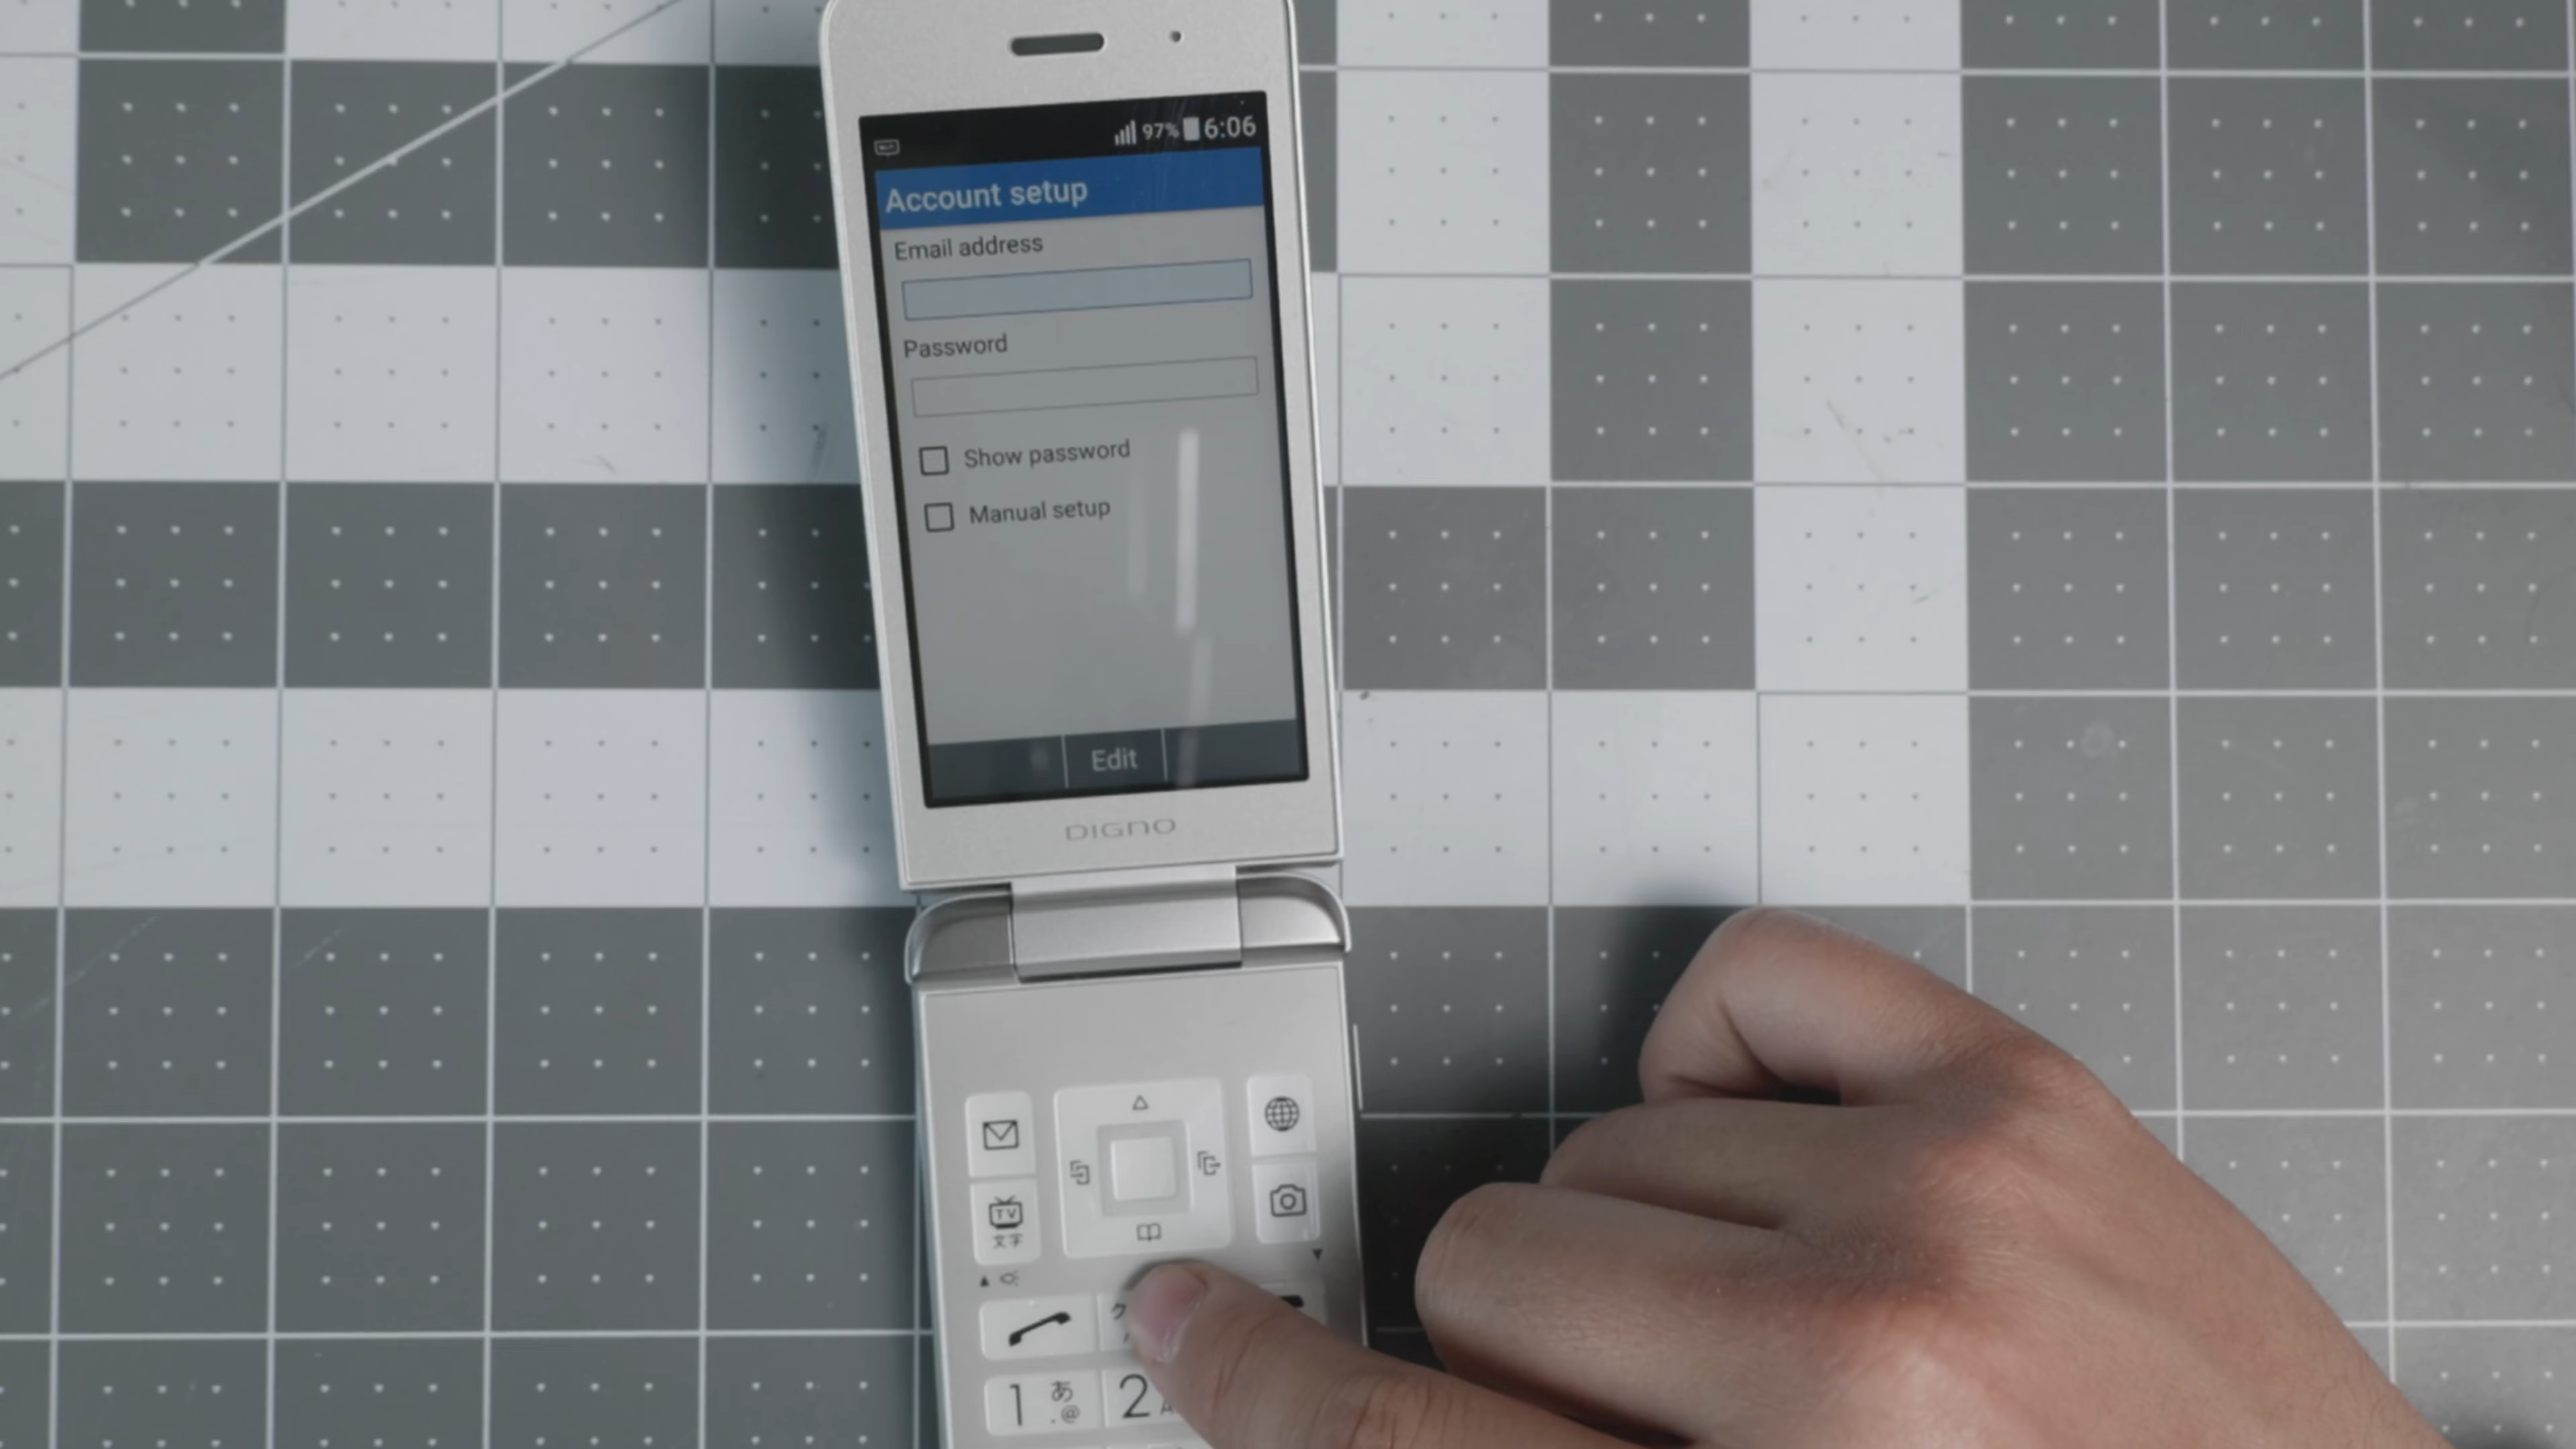 97% 6:06
Account setup
Email address
Password
Show password
Manual setup
Edit
DIGNO
TV
文字
ク
1 あ
.@
2